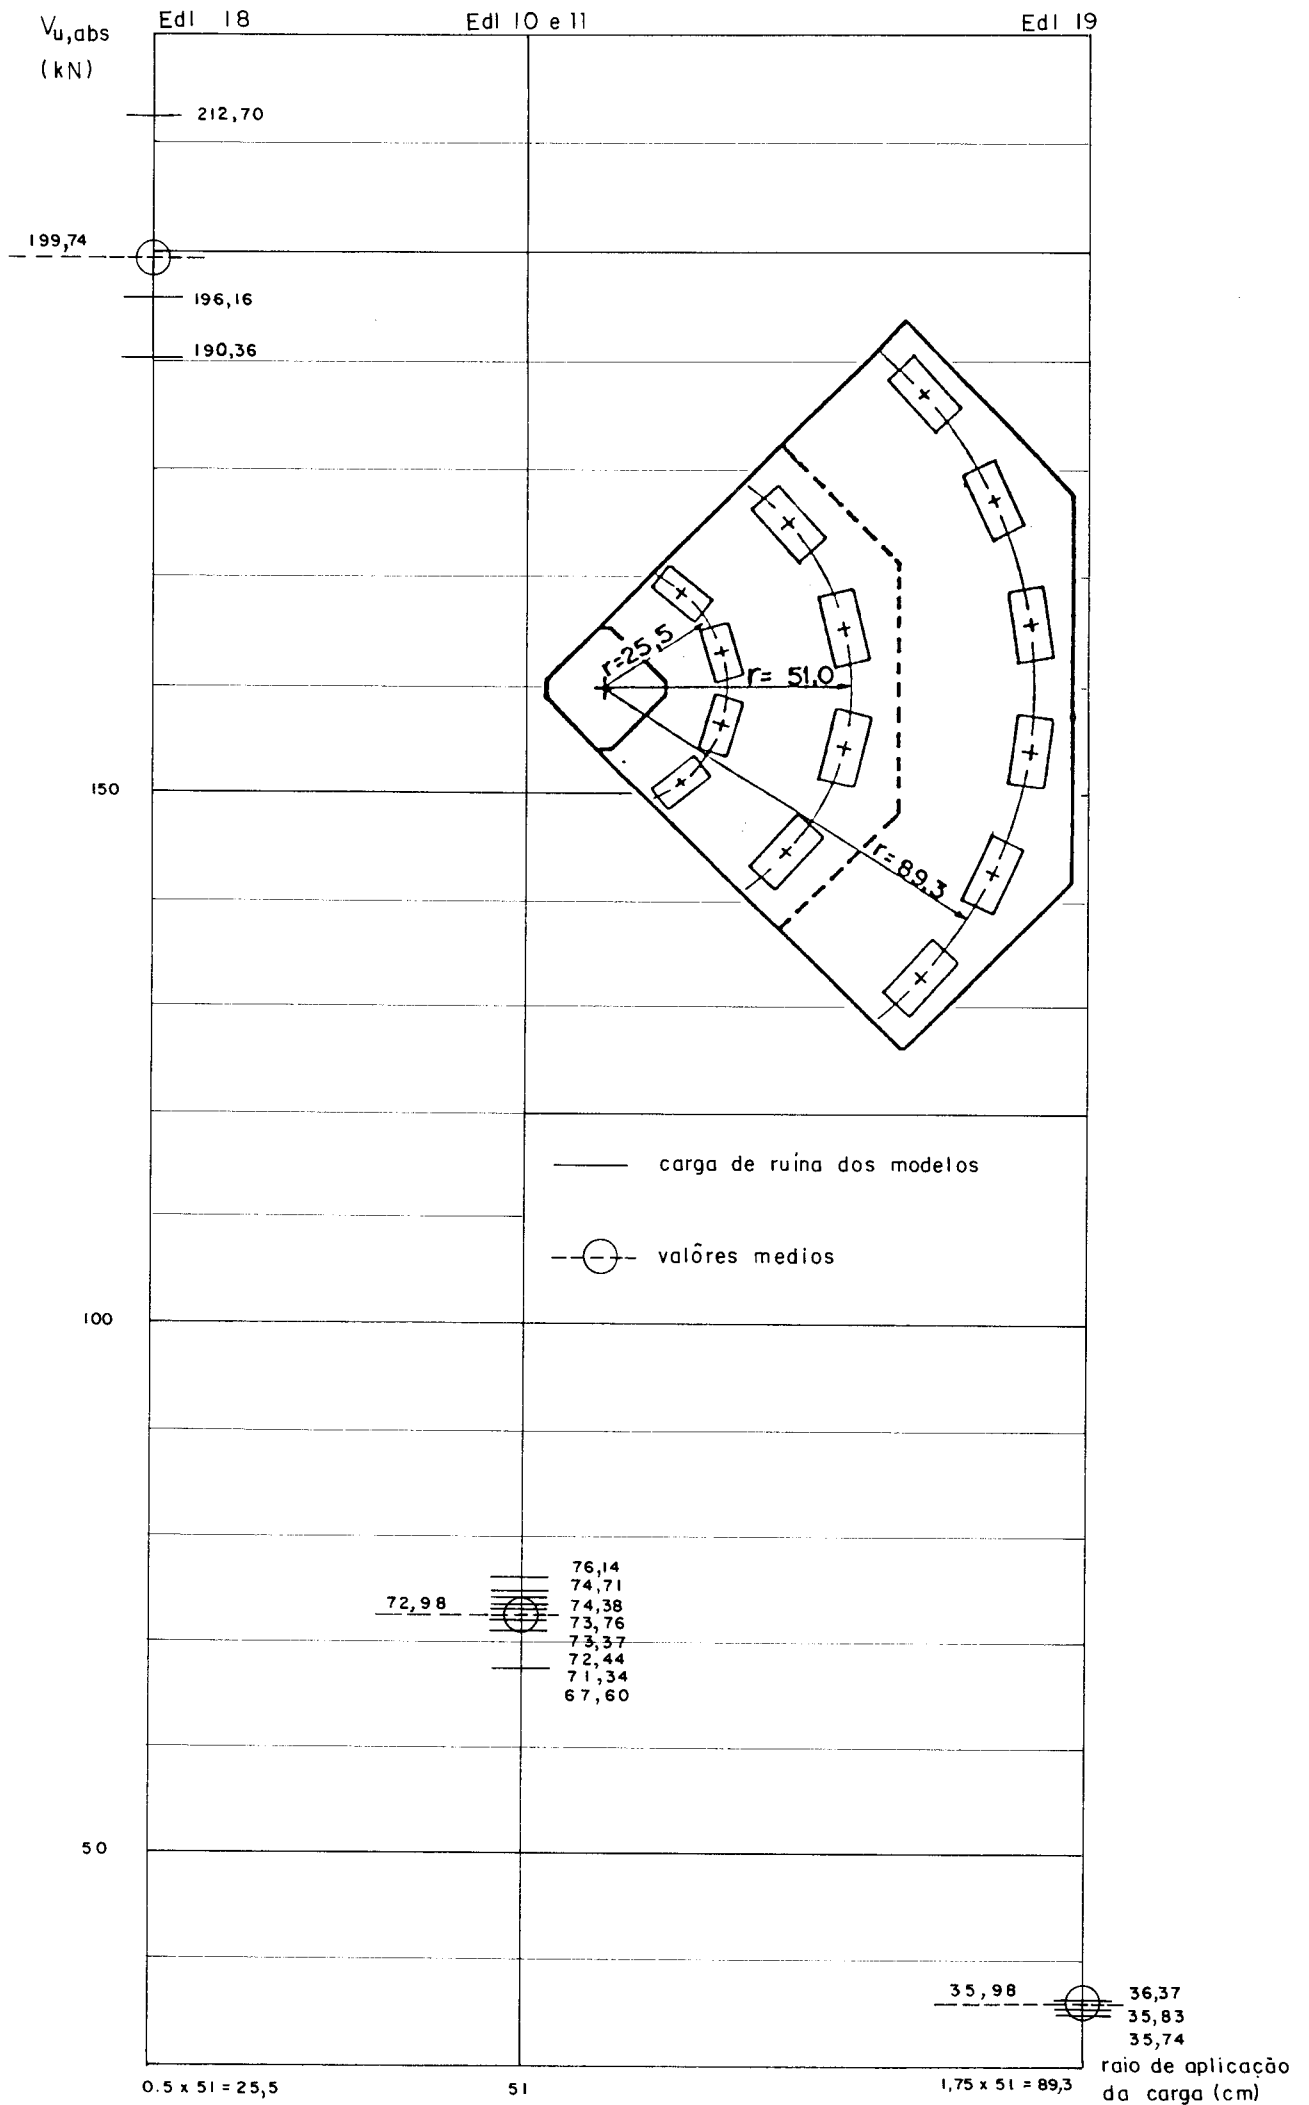 Edl 18
Edl 10 e 11
Edl 19
Vu,abs
(kN)
212,70
199,74
196,16
190,36
r=25,5
r= 51,0
r=89,3
150
carga de ruína dos modelos
valôres medios
100
76,14
74,71
72,98
74,38
73,76
73,37
72,44
71,34
67,60
50
35,98
36,37
35,83
35,74
raio de aplicação
da carga (cm)
0.5 x 51 = 25,5
51
1,75 x 51 = 89,3